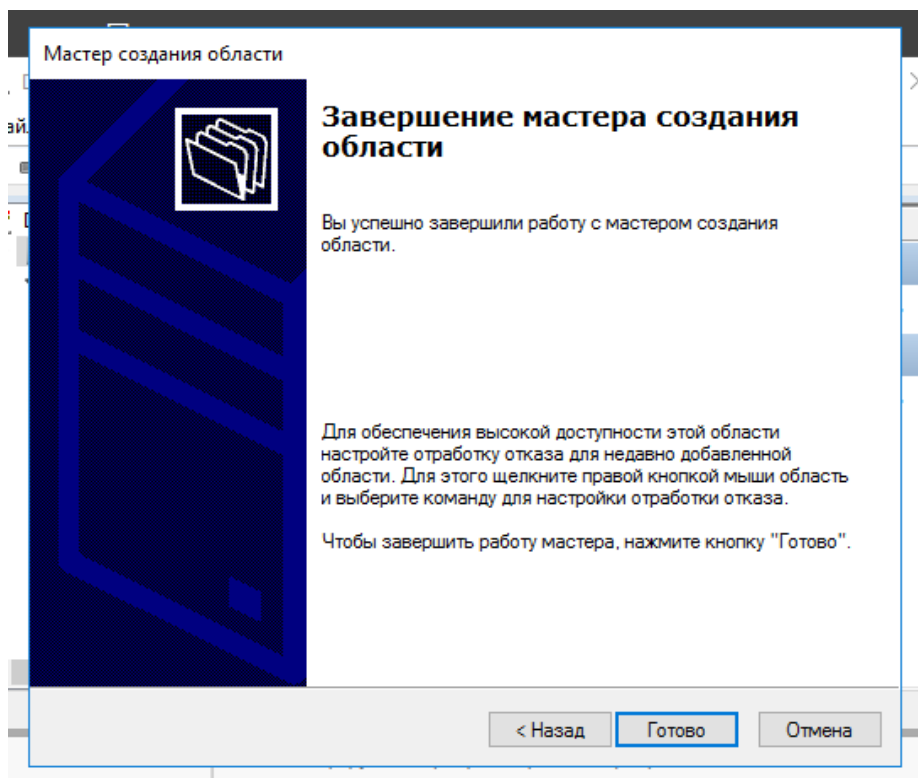 Мастер создания области
Завершение мастера создания
области
Вы успешно завершили работу с мастером создания
области.
Для обеспечения высокой доступности этой области
настройте отработку отказа для недавно добавленной
области. Для этого щелкните правой кнопкой мыши область
и выберите команду для настройки отработки отказа.
Чтобы завершить работу мастера, нажмите кнопку "Готово".
< Назад
Готово
Отмена